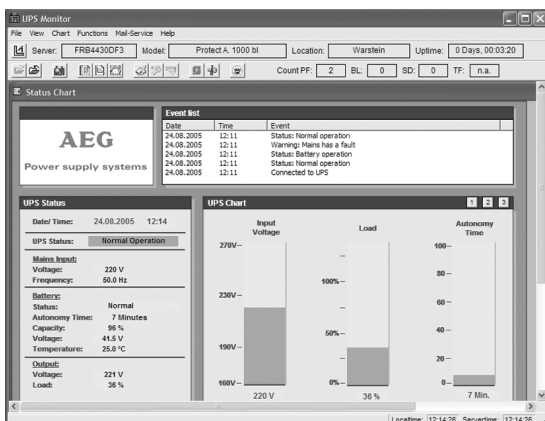 UPS Monitor
File View Chart Functions Mail-Service Help
Server: FRB4430DF3 Model: Protect A. 1000 bl Location: Warstein Uptime: 0 Days, 00:03:20
Count PF: 2 BL: 0 SD: 0 TF: n.a.
Status Chart
AEG
Power supply systems
Event list
Date Time Event
24.08.2005 12:11 Status: Normal operation
24.08.2005 12:11 Warning: Mains has a fault
24.08.2005 12:11 Status: Battery operation
24.08.2005 12:11 Status: Normal operation
24.08.2005 12:11 Connected to UPS
UPS Status
Date/ Time: 24.08.2005 12:14
UPS Status: Normal Operation
Mains Input:
Voltage: 220 V
Frequency: 50.0 Hz
Battery:
Status: Normal
Autonomy Time: 7 Minutes
Capacity: 96 %
Voltage: 41.5 V
Temperature: 25.0 °C
Output:
Voltage: 221 V
Load: 36 %
UPS Chart 1 2 3
Input Voltage
270V
230V
190V
160V
220 V
Load
100%
50%
0%
36 %
Autonomy Time
100
80
60
40
20
0
7 Min.
Localtime: 12:14:26 Servertime: 12:14:26